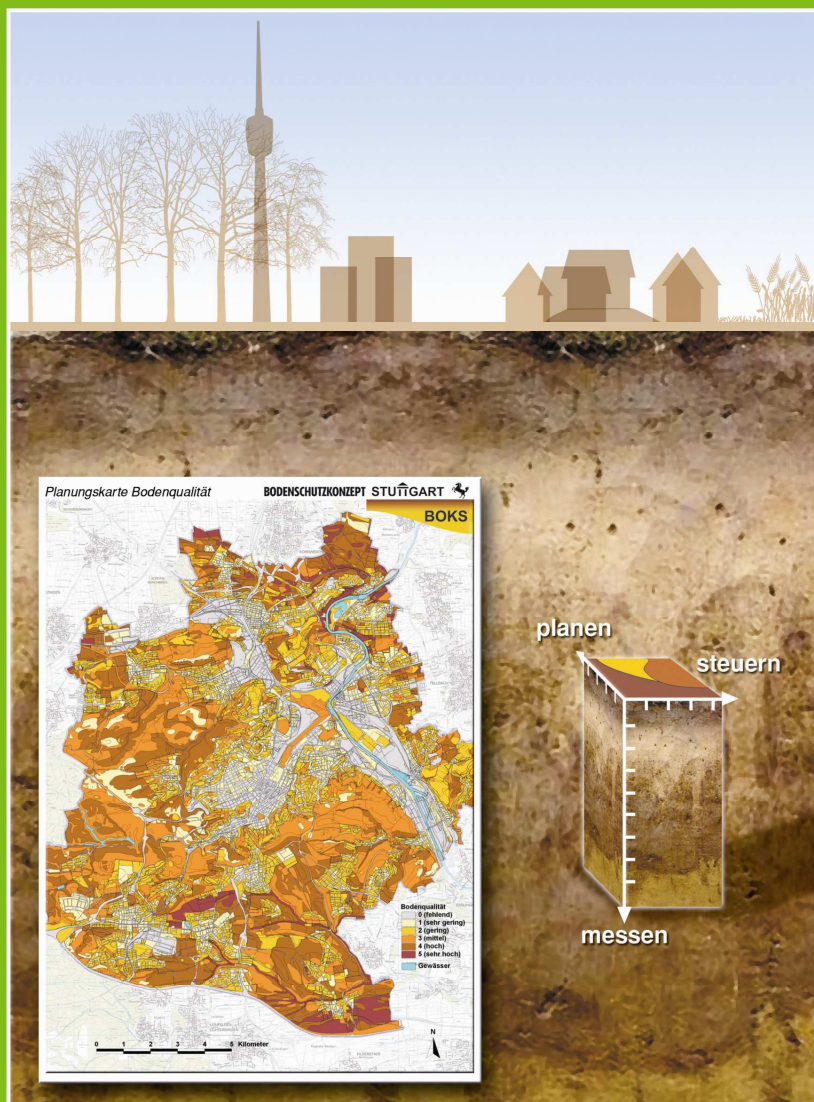 Planungskarte Bodenqualität
BODENSCHUTZKONZEPT STUTTGART
BOKS
planen
steuern
messen
Bodenqualität
0 (fehlend)
1 (sehr gering)
2 (gering)
3 (mittel)
4 (hoch)
5 (sehr hoch)
Gewässer
0 1 2 3 4 5 Kilometer
N